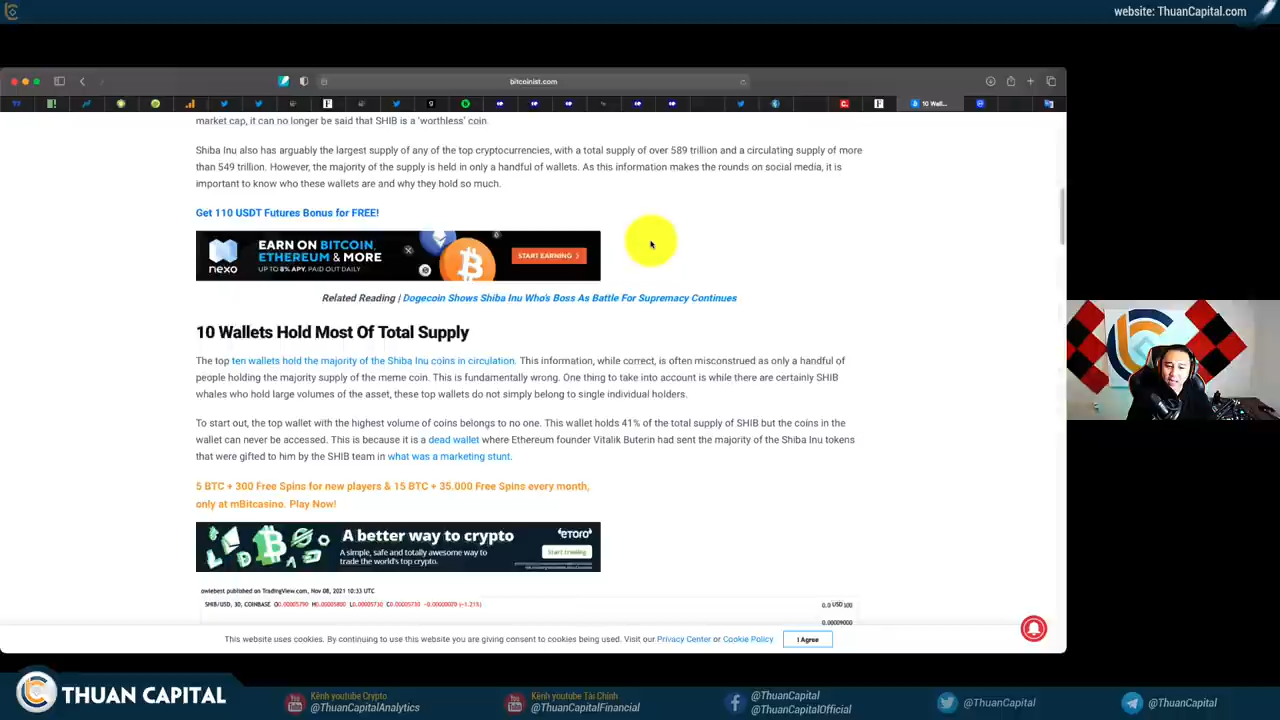 website: ThuanCapital.com
bitcoinist.com
10 Wall...
market cap, it can no longer be said that SHIB is a 'worthless' coin.
Shiba Inu also has arguably the largest supply of any of the top cryptocurrencies, with a total supply of over 589 trillion and a circulating supply of more
than 549 trillion. However, the majority of the supply is held in only a handful of wallets. As this information makes the rounds on social media, it is
important to know who these wallets are and why they hold so much.
Get 110 USDT Futures Bonus for FREE!
nexo
EARN ON BITCOIN,
ETHEREUM & MORE
UP TO 8% APY, PAID OUT DAILY
START EARNING
Related Reading | Dogecoin Shows Shiba Inu Who's Boss As Battle For Supremacy Continues
10 Wallets Hold Most Of Total Supply
The top ten wallets hold the majority of the Shiba Inu coins in circulation. This information, while correct, is often misconstrued as only a handful of
people holding the majority supply of the meme coin. This is fundamentally wrong. One thing to take into account is while there are certainly SHIB
whales who hold large volumes of the asset, these top wallets do not simply belong to single individual holders.
To start out, the top wallet with the highest volume of coins belongs to no one. This wallet holds 41% of the total supply of SHIB but the coins in the
wallet can never be accessed. This is because it is a dead wallet where Ethereum founder Vitalik Buterin had sent the majority of the Shiba Inu tokens
that were gifted to him by the SHIB team in what was a marketing stunt.
5 BTC + 300 Free Spins for new players & 15 BTC + 35.000 Free Spins every month,
only at mBitcasino. Play Now!
A better way to crypto
A simple, safe and totally awesome way to
trade the world's top crypto.
eToro
Start trading
owiebest published on TradingView.com, Nov 08, 2021 10:33 UTC
SHIB/USD, 3D, COINBASE O0.00005790 H0.00005800 L0.00005730 C0.00005730 -0.00000070 (-1.21%)
USD
0.00009000
This website uses cookies. By continuing to use this website you are giving consent to cookies being used. Visit our Privacy Center or Cookie Policy
I Agree
THUAN CAPITAL
Kênh youtube Crypto
@ThuanCapitalAnalytics
Kênh youtube Tài Chính
@ThuanCapitalFinancial
@ThuanCapital
@ThuanCapitalOfficial
@ThuanCapital
@ThuanCapital